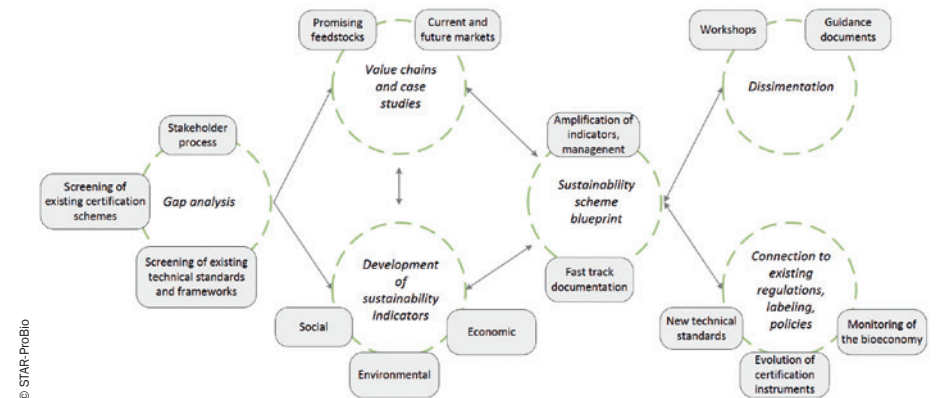 Promising
feedstocks
Current and
future markets
Value chains
and case
studies
Workshops
Guidance
documents
Dissimentation
Stakeholder
process
Screening of
existing certification
schemes
Gap analysis
Screening of existing
technical standards
and frameworks
Amplification of
indicators,
management
Sustainability
scheme
blueprint
Fast track
documentation
Development
of
sustainability
indicators
Social
Economic
Environmental
Connection to
existing
regulations,
labeling,
policies
New technical
standards
Monitoring of
the bioeconomy
Evolution of
certification
instruments
© STAR-ProBio